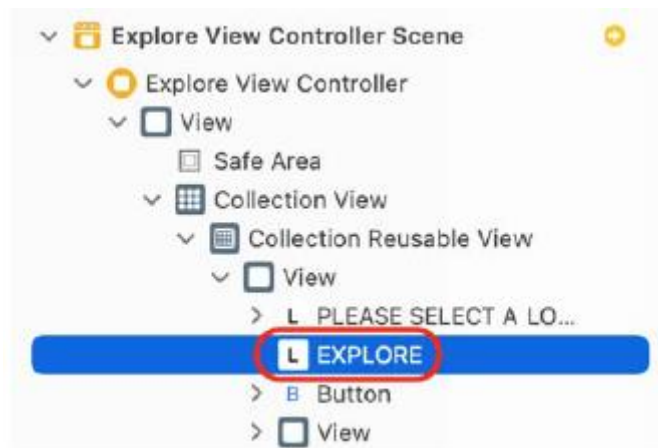 Explore View Controller Scene
Explore View Controller
View
Safe Area
Collection View
Collection Reusable View
View
L PLEASE SELECT A LO...
L EXPLORE
B Button
View